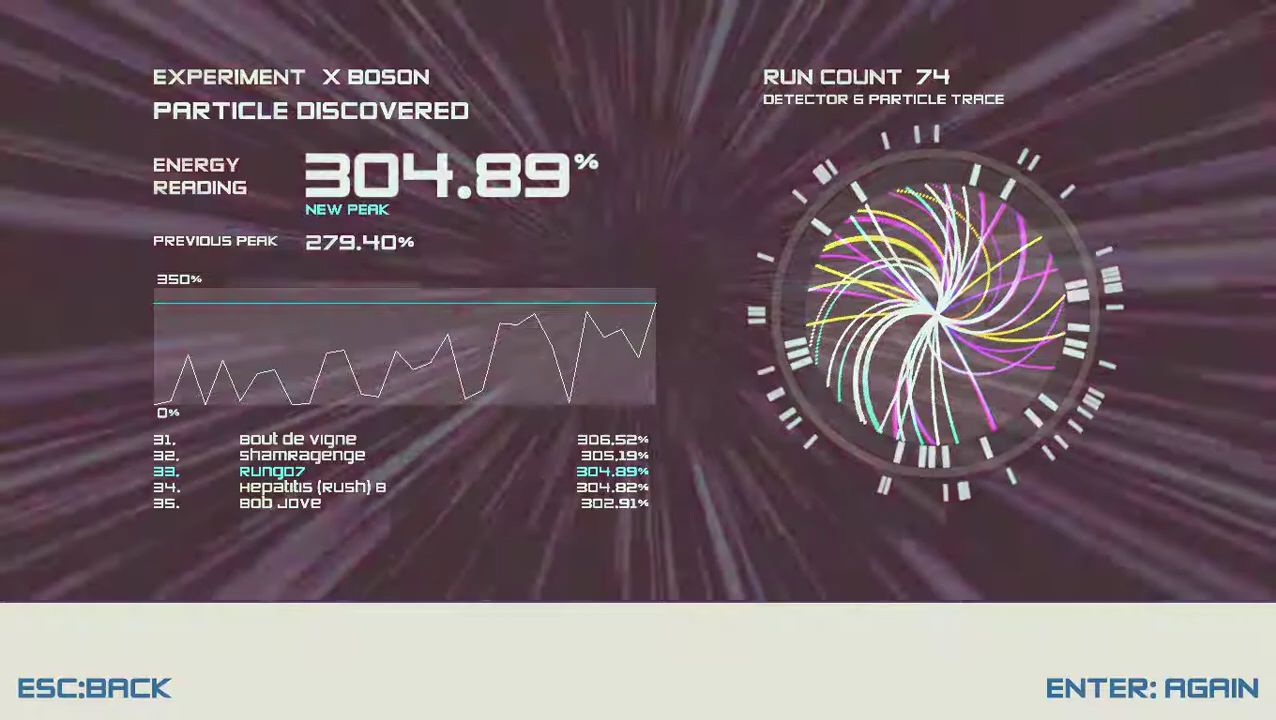 EXPERIMENT X BOSON
PARTICLE DISCOVERED
ENERGY READING 304.89%
NEW PEAK
PREVIOUS PEAK 279.40%
350%
0%
31. Bout de vigne 306.52%
32. shamragenge 305.19%
33. Rung07 304.89%
34. Hepatitis (Rush) B 304.82%
35. Bob Jove 302.91%
RUN COUNT 74
DETECTOR 6 PARTICLE TRACE
ESC:BACK
ENTER: AGAIN